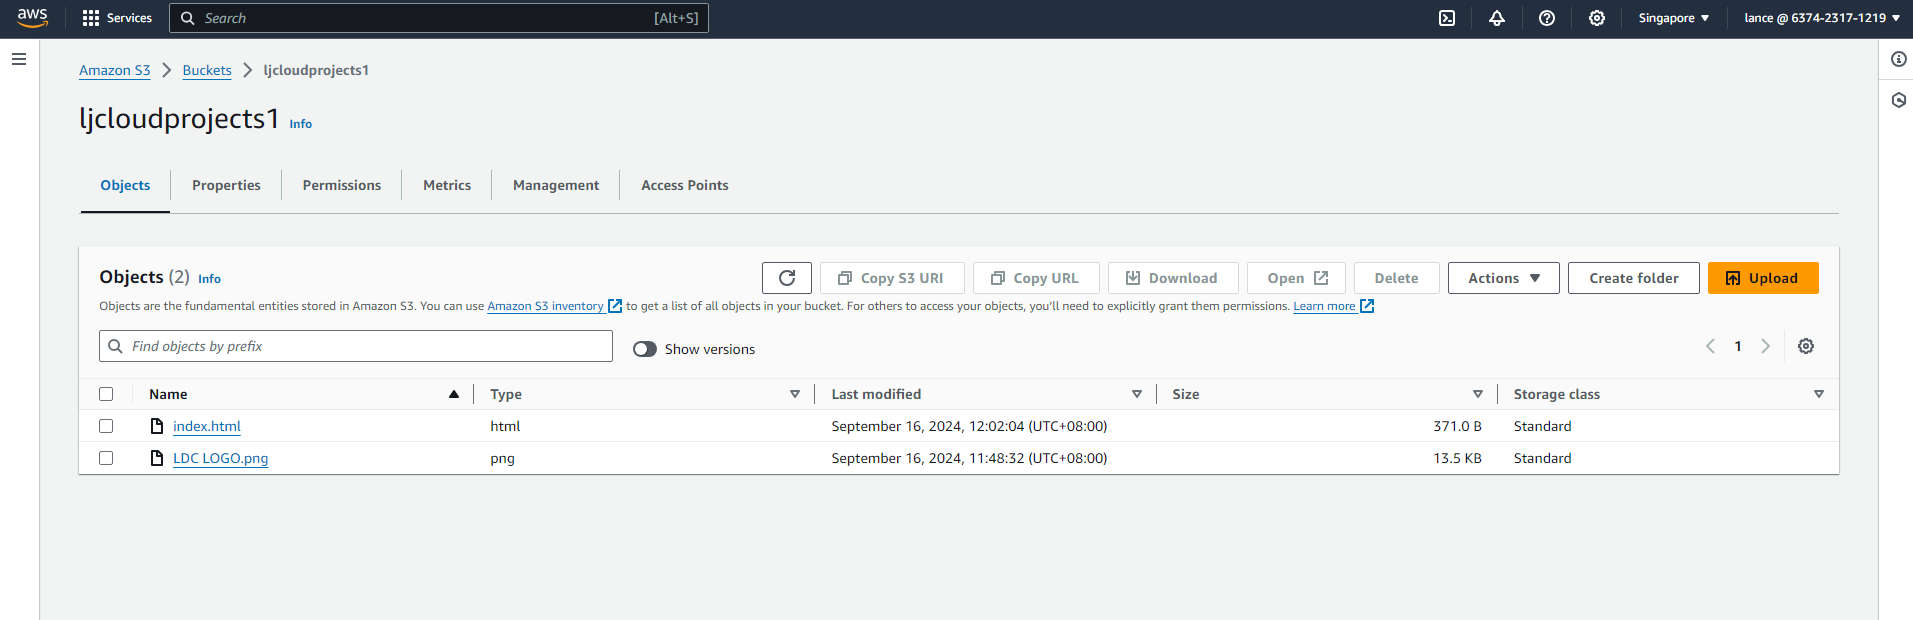 aws Services Search [Alt+S] Singapore lance @ 6374-2317-1219
Amazon S3 Buckets ljcloudprojects1
ljcloudprojects1 Info
Objects Properties Permissions Metrics Management Access Points
Objects (2) Info Copy S3 URI Copy URL Download Open Delete Actions Create folder Upload
Objects are the fundamental entities stored in Amazon S3. You can use Amazon S3 inventory to get a list of all objects in your bucket. For others to access your objects, you'll need to explicitly grant them permissions. Learn more
Find objects by prefix Show versions 1
Name Type Last modified Size Storage class
index.html html September 16, 2024, 12:02:04 (UTC+08:00) 371.0 B Standard
LDC LOGO.png png September 16, 2024, 11:48:32 (UTC+08:00) 13.5 KB Standard